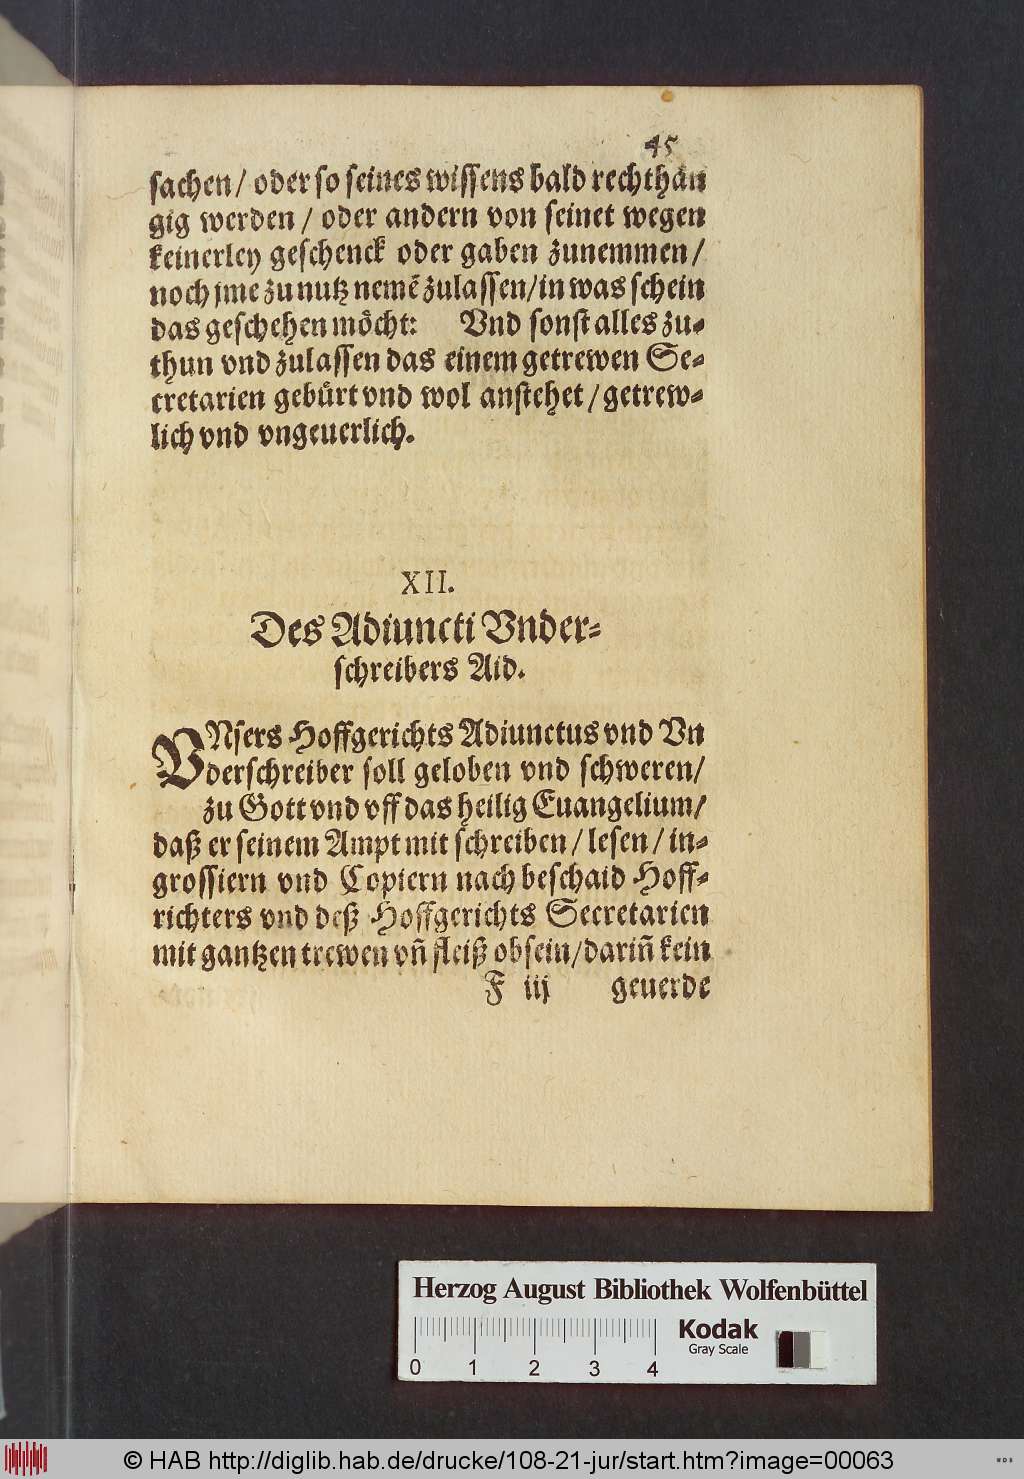 45
sachen / oder so seines wissens bald rechthän
gig werden / oder andern von seinet wegen
keinerley geschenck oder gaben zunemmen /
noch jme zu nutz nemē zulassen / in was schein
das geschehen möcht: Vnd sonst alles zu-
thun vnd zulassen das einem getrewen Se-
cretarien gebürt vnd wol anstehet / getrew-
lich vnd vngeuerlich.
XII.
Des Adiuncti Vnder-
schreibers Aid.
VNsers Hoffgerichts Adiunctus vnd Vn
derschreiber soll geloben vnd schweren /
zu Gott vnd vff das heilig Euangelium /
daß er seinem Ampt mit schreiben / lesen / in-
grossiern vnd Copiern nach beschaid Hoff-
richters vnd deß Hoffgerichts Secretarien
mit gantzen trewen vñ fleiß obsein / dariñ kein
F iij geuerde
Herzog August Bibliothek Wolfenbüttel
Kodak
Gray Scale
0 1 2 3 4
© HAB http://diglib.hab.de/drucke/108-21-jur/start.htm?image=00063